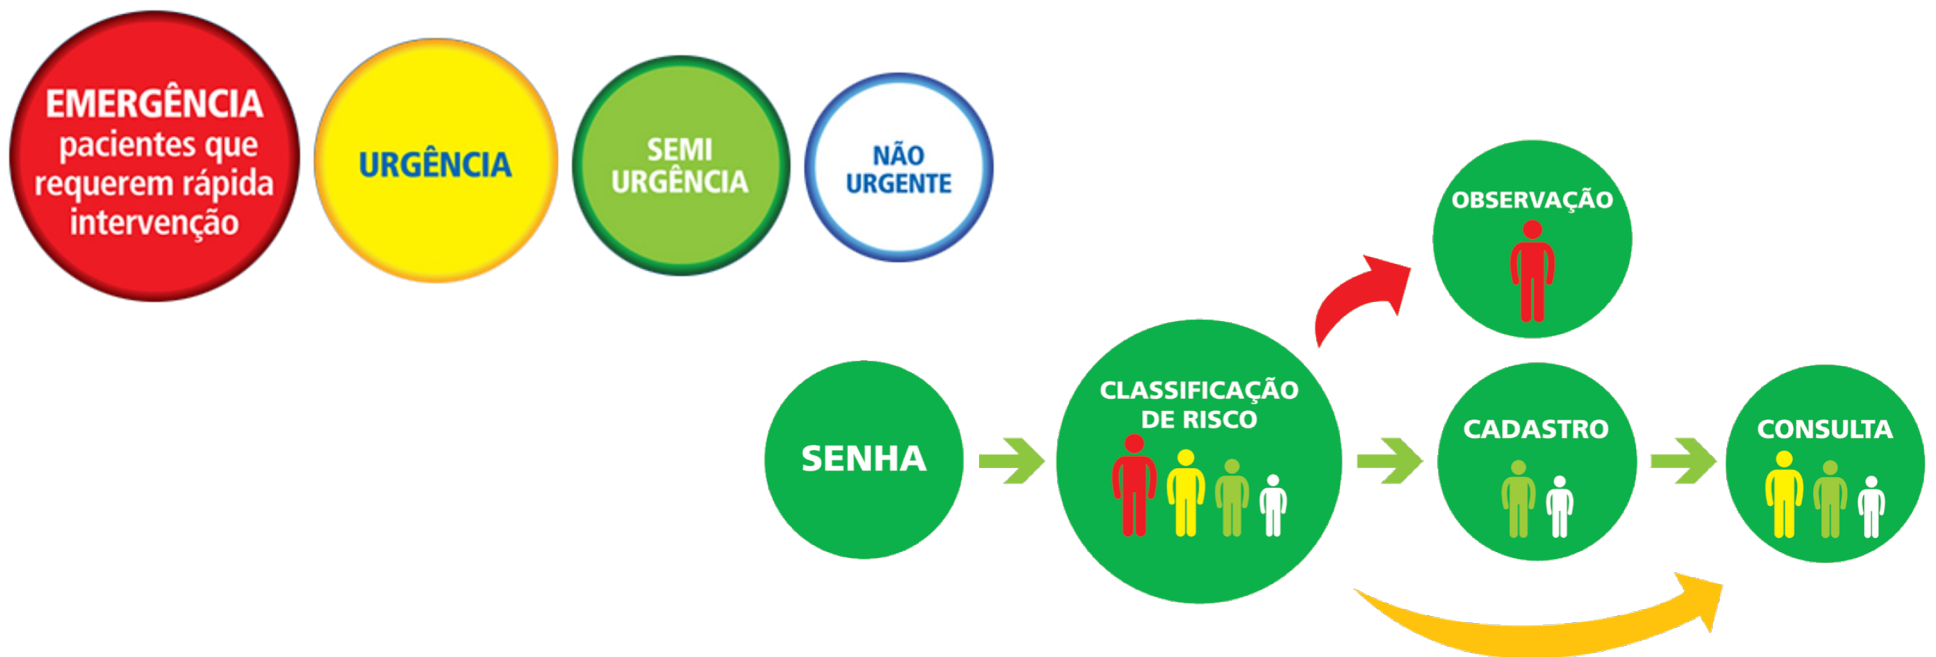 EMERGÊNCIA
pacientes que
requerem rápida
intervenção
URGÊNCIA
SEMI
URGÊNCIA
NÃO
URGENTE
OBSERVAÇÃO
SENHA
CLASSIFICAÇÃO
DE RISCO
CADASTRO
CONSULTA